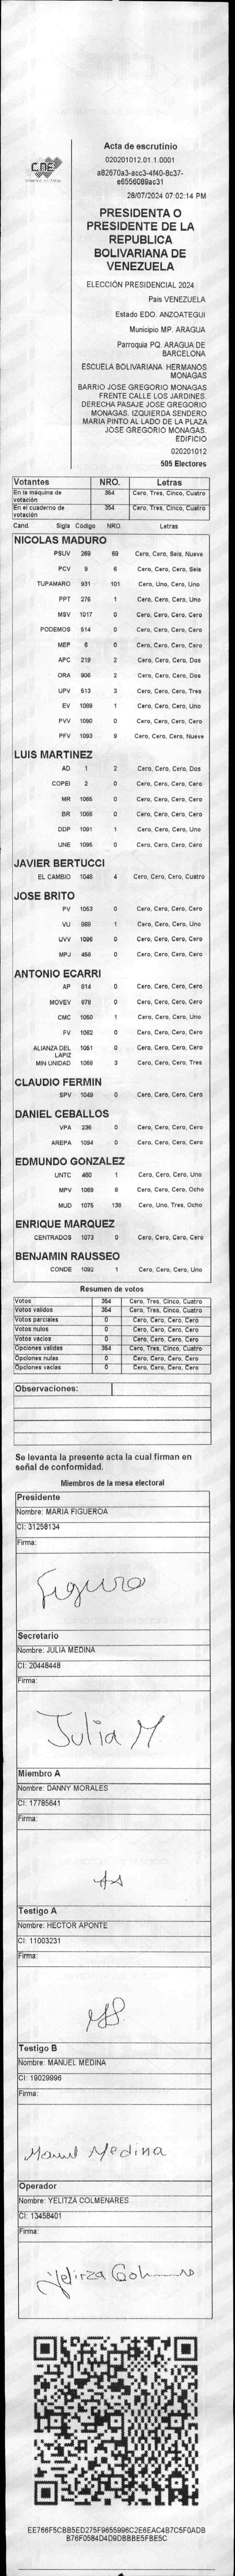 CNE
Acta de escrutinio
020201012.01.1.0001
a82670a3-acc3-4f40-8c37-
e6556089ac31
28/07/2024 07:02:14 PM
PRESIDENTA O
PRESIDENTE DE LA
REPUBLICA
BOLIVARIANA DE
VENEZUELA
ELECCIÓN PRESIDENCIAL 2024
Pais VENEZUELA
Estado EDO. ANZOATEGUI
Municipio MP. ARAGUA
Parroquia PQ. ARAGUA DE
BARCELONA
ESCUELA BOLIVARIANA HERMANOS
MONAGAS
BARRIO JOSE GREGORIO MONAGAS
FRENTE CALLE LOS JARDINES.
DERECHA PASAJE JOSE GREGORIO
MONAGAS. IZQUIERDA SENDERO
MARIA PINTO AL LADO DE LA PLAZA
JOSE GREGORIO MONAGAS.
EDIFICIO
020201012
505 Electores
Votantes NRO. Letras
En la máquina de votación 354 Cero, Tres, Cinco, Cuatro
En el cuaderno de votación 354 Cero, Tres, Cinco, Cuatro
Cand. Sigla Código NRO. Letras
NICOLAS MADURO
PSUV 269 69 Cero, Cero, Seis, Nueve
PCV 9 6 Cero, Cero, Cero, Seis
TUPAMARO 931 101 Cero, Uno, Cero, Uno
PPT 276 1 Cero, Cero, Cero, Uno
MSV 1017 0 Cero, Cero, Cero, Cero
PODEMOS 514 0 Cero, Cero, Cero, Cero
MEP 6 0 Cero, Cero, Cero, Cero
APC 219 2 Cero, Cero, Cero, Dos
ORA 906 2 Cero, Cero, Cero, Dos
UPV 513 3 Cero, Cero, Cero, Tres
EV 1089 1 Cero, Cero, Cero, Uno
PVV 1090 0 Cero, Cero, Cero, Cero
PFV 1093 9 Cero, Cero, Cero, Nueve
LUIS MARTINEZ
AD 1 2 Cero, Cero, Cero, Dos
COPEI 2 0 Cero, Cero, Cero, Cero
MR 1065 0 Cero, Cero, Cero, Cero
BR 1066 0 Cero, Cero, Cero, Cero
DDP 1091 1 Cero, Cero, Cero, Uno
UNE 1095 0 Cero, Cero, Cero, Cero
JAVIER BERTUCCI
EL CAMBIO 1048 4 Cero, Cero, Cero, Cuatro
JOSE BRITO
PV 1053 0 Cero, Cero, Cero, Cero
VU 969 1 Cero, Cero, Cero, Uno
UVV 1096 0 Cero, Cero, Cero, Cero
MPJ 458 0 Cero, Cero, Cero, Cero
ANTONIO ECARRI
AP 914 0 Cero, Cero, Cero, Cero
MOVEV 979 0 Cero, Cero, Cero, Cero
CMC 1050 1 Cero, Cero, Cero, Uno
FV 1062 0 Cero, Cero, Cero, Cero
ALIANZA DEL LAPIZ 1051 0 Cero, Cero, Cero, Cero
MIN UNIDAD 1068 3 Cero, Cero, Cero, Tres
CLAUDIO FERMIN
SPV 1049 0 Cero, Cero, Cero, Cero
DANIEL CEBALLOS
VPA 236 0 Cero, Cero, Cero, Cero
AREPA 1094 0 Cero, Cero, Cero, Cero
EDMUNDO GONZALEZ
UNTC 460 1 Cero, Cero, Cero, Uno
MPV 1069 8 Cero, Cero, Cero, Ocho
MUD 1075 138 Cero, Uno, Tres, Ocho
ENRIQUE MARQUEZ
CENTRADOS 1073 0 Cero, Cero, Cero, Cero
BENJAMIN RAUSSEO
CONDE 1092 1 Cero, Cero, Cero, Uno
Resumen de votos
Votos 354 Cero, Tres, Cinco, Cuatro
Votos validos 354 Cero, Tres, Cinco, Cuatro
Votos parciales 0 Cero, Cero, Cero, Cero
Votos nulos 0 Cero, Cero, Cero, Cero
Votos vacios 0 Cero, Cero, Cero, Cero
Opciones validas 354 Cero, Tres, Cinco, Cuatro
Opciones nulas 0 Cero, Cero, Cero, Cero
Opciones vacias 0 Cero, Cero, Cero, Cero
Observaciones:
Se levanta la presente acta la cual firman en
señal de conformidad.
Miembros de la mesa electoral
Presidente
Nombre: MARIA FIGUEROA
CI: 31258134
Firma:
Figuro
Secretario
Nombre: JULIA MEDINA
CI: 20448448
Firma:
Julia M
Miembro A
Nombre: DANNY MORALES
CI: 17785641
Firma:
Testigo A
Nombre: HECTOR APONTE
CI: 11003231
Firma:
Testigo B
Nombre: MANUEL MEDINA
CI: 19029996
Firma:
Manuel Medina
Operador
Nombre: YELITZA COLMENARES
CI: 13458401
Firma:
EE766F5CBB5ED275F9655996C2E6EAC4B7C5F0ADB
B76F0584D4D9DBBBE5FBE5C